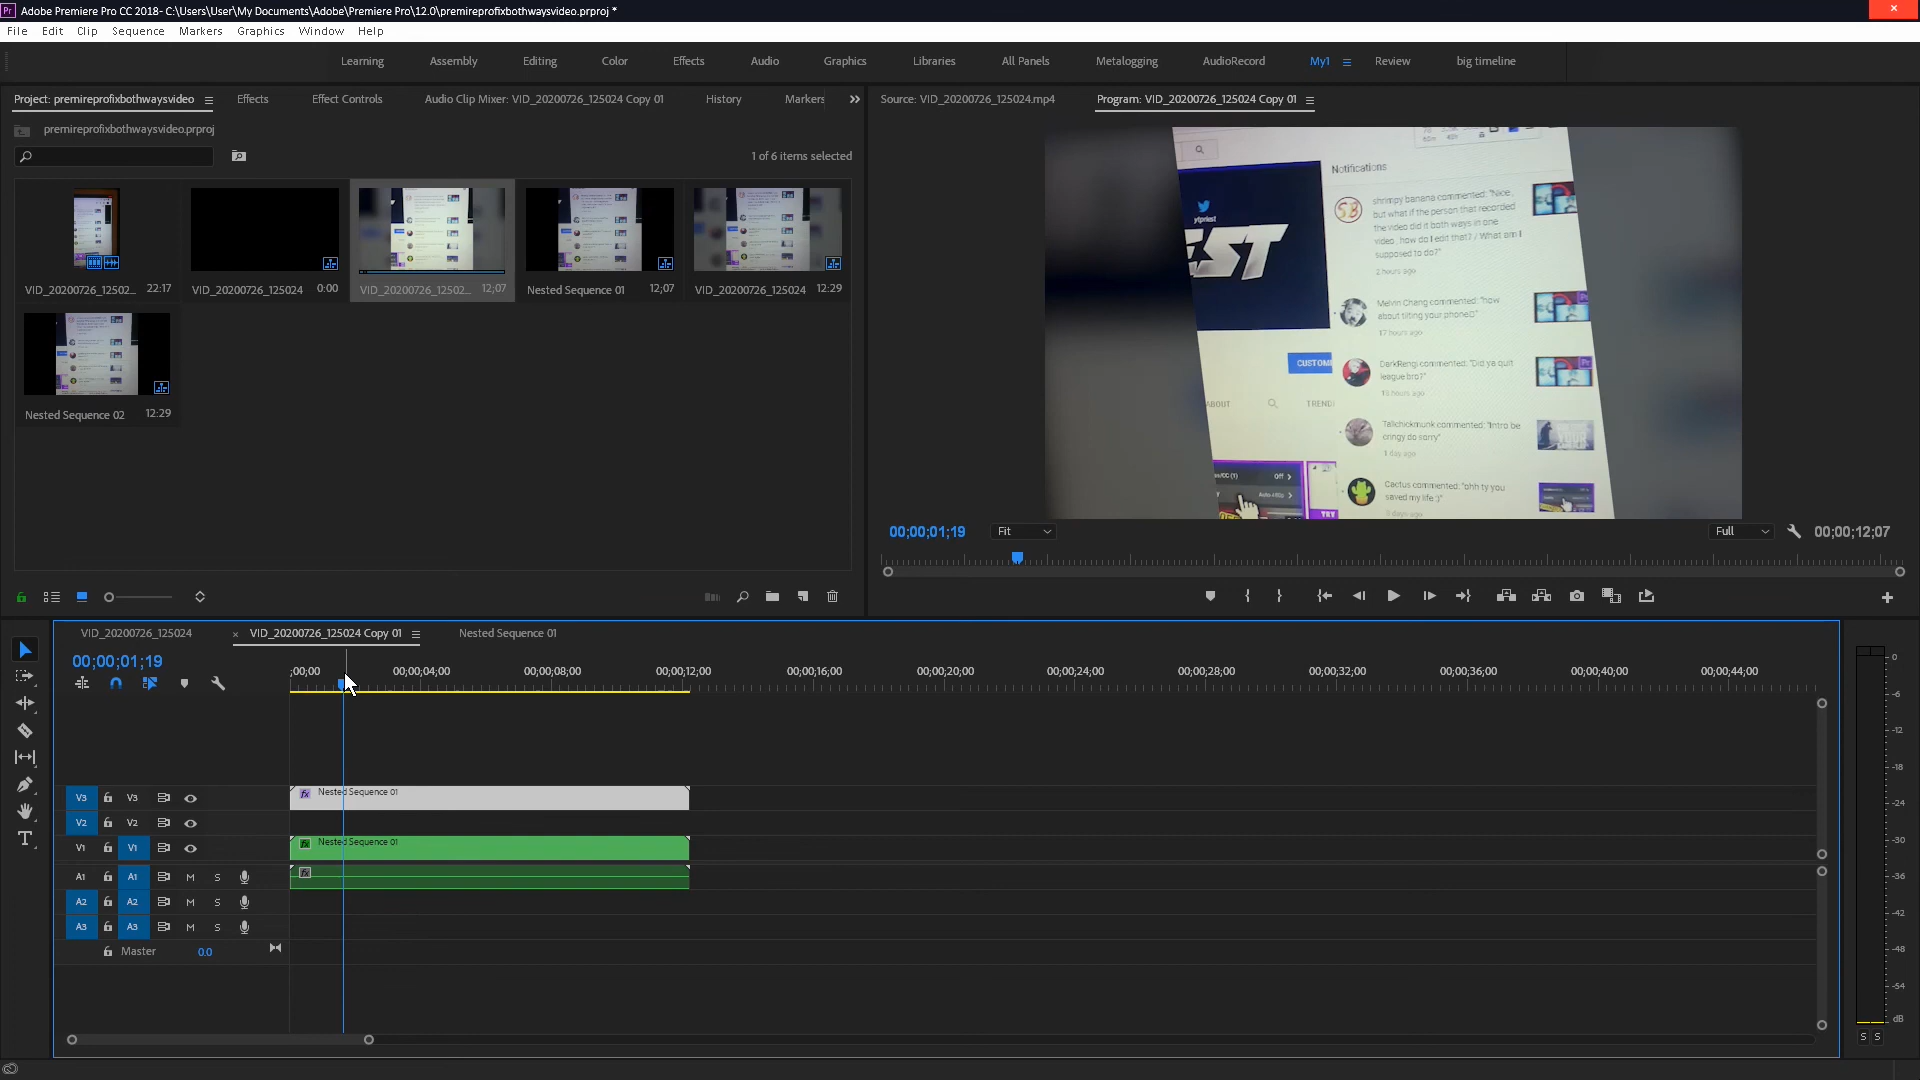 Adobe Premiere Pro CC 2018- C:\Users\User\My Documents\Adobe\Premiere Pro\12.0\premireprofixbothwaysvideo.prproj *
File Edit Clip Sequence Markers Graphics Window Help
Learning Assembly Editing Color Effects Audio Graphics Libraries All Panels Metalogging AudioRecord My1 Review big timeline
Project: premireprofixbothwaysvideo Effects Effect Controls Audio Clip Mixer: VID_20200726_125024 Copy 01 History Markers
Source: VID_20200726_125024.mp4 Program: VID_20200726_125024 Copy 01
premireprofixbothwaysvideo.prproj
1 of 6 items selected
VID_20200726_12502... 22:17
VID_20200726_125024 0:00
VID_20200726_12502... 12;07
Nested Sequence 01 12;07
VID_20200726_125024 12:29
Nested Sequence 02 12:29
Notifications
shrimpy banana commented: "Nice,
but what if the person that recorded
the video did it both ways in one
video, how do I edit that? / What am I
supposed to do?"
2 hours ago
Melvin Chang commented: "how
about tilting your phone
17 hours ago
DarkRengi commented: "Did ya quit
league bro?"
Tallchickmunk commented: "Intro be
cringy do sorry"
1 day ago
Cactus commented: "ohh ty you
saved my life :)"
3 days ago
ytpriest
EST
CUSTOMI
ABOUT TRENDI
es/CC (1) Off >
Auto
00;00;01;19 Fit Full 00;00;12;07
VID_20200726_125024 × VID_20200726_125024 Copy 01 Nested Sequence 01
00;00;01;19
;00;00 00;00;04;00 00;00;08;00 00;00;12;00 00;00;16;00 00;00;20;00 00;00;24;00 00;00;28;00 00;00;32;00 00;00;36;00 00;00;40;00 00;00;44;00
V3 V3 fx Nested Sequence 01
V2 V2
V1 V1 fx Nested Sequence 01
A1 A1 M S fx
A2 A2 M S
A3 A3 M S
Master 0.0
0
-6
-12
-18
-24
-30
-36
-42
-48
-54
dB
S S